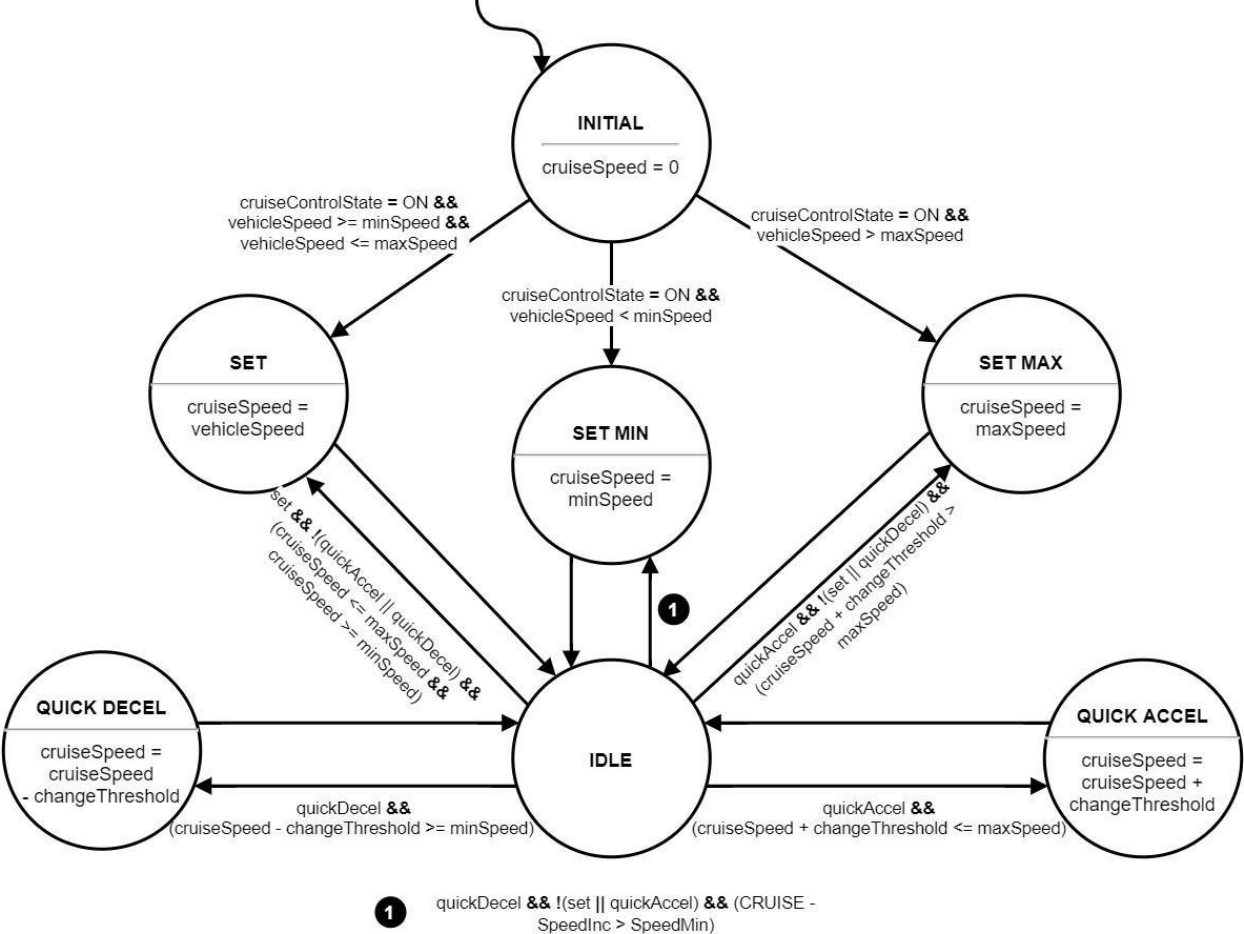 INITIAL
cruiseSpeed = 0
cruiseControlState = ON &&
vehicleSpeed >= minSpeed &&
vehicleSpeed <= maxSpeed
cruiseControlState = ON &&
vehicleSpeed > maxSpeed
cruiseControlState = ON &&
vehicleSpeed < minSpeed
SET
cruiseSpeed =
vehicleSpeed
SET MIN
cruiseSpeed =
minSpeed
SET MAX
cruiseSpeed =
maxSpeed
set && !(quickAccel || quickDecel) &&
(cruiseSpeed <= maxSpeed &&
cruiseSpeed >= minSpeed)
1
quickAccel && !(set || quickDecel) &&
(cruiseSpeed + changeThreshold >
maxSpeed)
QUICK DECEL
cruiseSpeed =
cruiseSpeed
- changeThreshold
IDLE
QUICK ACCEL
cruiseSpeed =
cruiseSpeed +
changeThreshold
quickDecel &&
(cruiseSpeed - changeThreshold >= minSpeed)
quickAccel &&
(cruiseSpeed + changeThreshold <= maxSpeed)
1
quickDecel && !(set || quickAccel) && (CRUISE -
SpeedInc > SpeedMin)